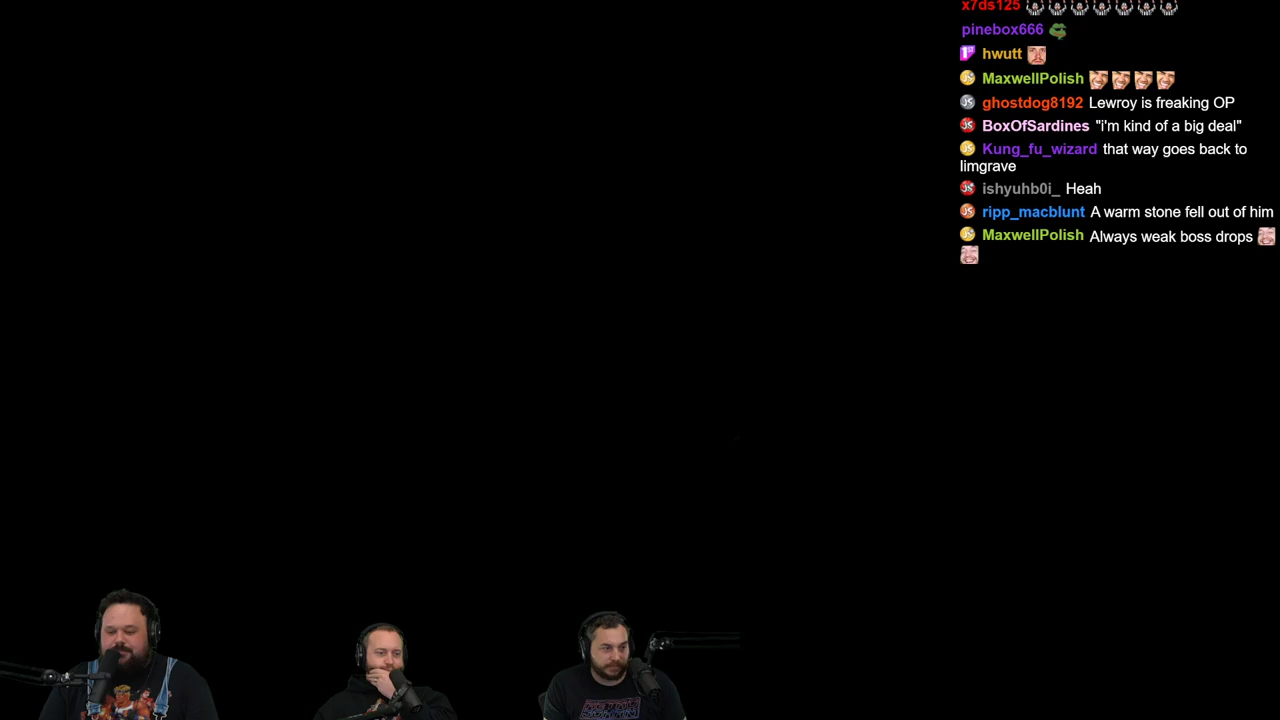 x7ds125
pinebox666
hwutt
MaxwellPolish
ghostdog8192 Lewroy is freaking OP
BoxOfSardines "i'm kind of a big deal"
Kung_fu_wizard that way goes back to
limgrave
ishyuhb0i_ Heah
ripp_macblunt A warm stone fell out of him
MaxwellPolish Always weak boss drops